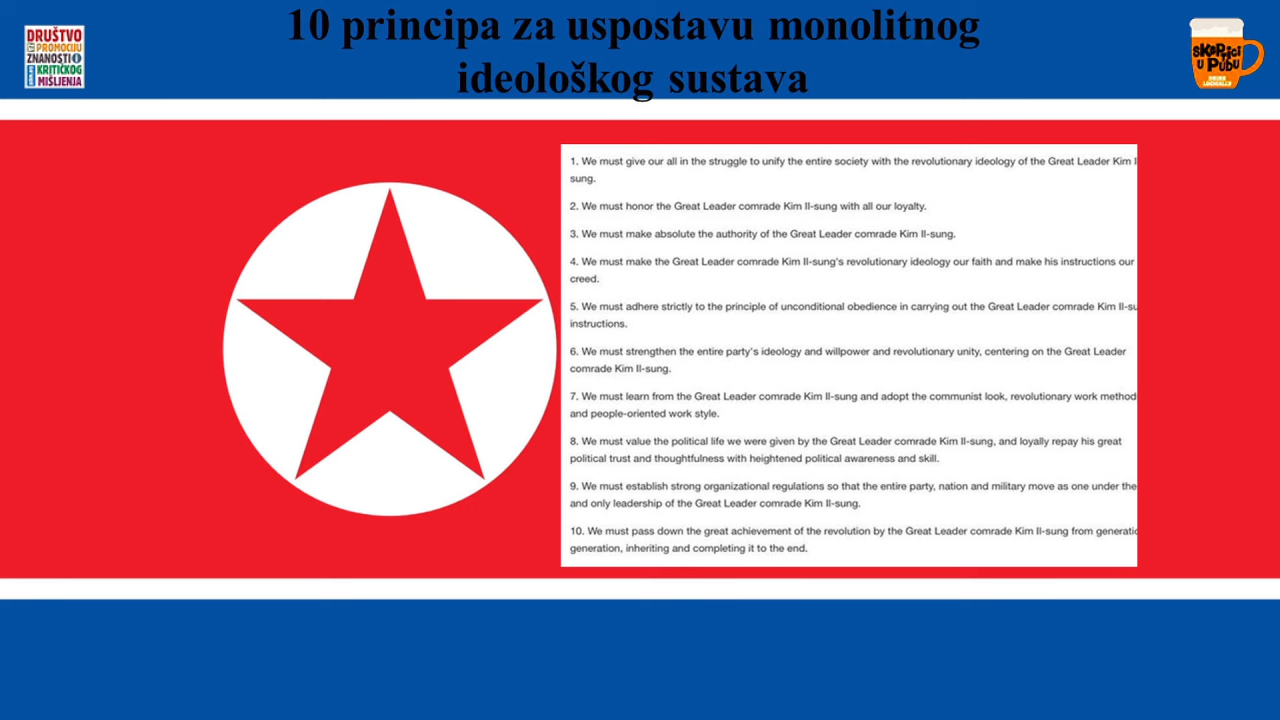 10 principa za uspostavu monolitnog
ideološkog sustava
DRUŠTVO
ZA PROMOCIJU
ZNANOSTI I
KRITIČKOG
MIŠLJENJA
SKEPTICI
U PUBU
1. We must give our all in the struggle to unify the entire society with the revolutionary ideology of the Great Leader Kim I
sung.
2. We must honor the Great Leader comrade Kim Il-sung with all our loyalty.
3. We must make absolute the authority of the Great Leader comrade Kim Il-sung.
4. We must make the Great Leader comrade Kim Il-sung's revolutionary ideology our faith and make his instructions our
creed.
5. We must adhere strictly to the principle of unconditional obedience in carrying out the Great Leader comrade Kim Il-su
instructions.
6. We must strengthen the entire party's ideology and willpower and revolutionary unity, centering on the Great Leader
comrade Kim Il-sung.
7. We must learn from the Great Leader comrade Kim Il-sung and adopt the communist look, revolutionary work method
and people-oriented work style.
8. We must value the political life we were given by the Great Leader comrade Kim Il-sung, and loyally repay his great
political trust and thoughtfulness with heightened political awareness and skill.
9. We must establish strong organizational regulations so that the entire party, nation and military move as one under the
and only leadership of the Great Leader comrade Kim Il-sung.
10. We must pass down the great achievement of the revolution by the Great Leader comrade Kim Il-sung from generatio
generation, inheriting and completing it to the end.